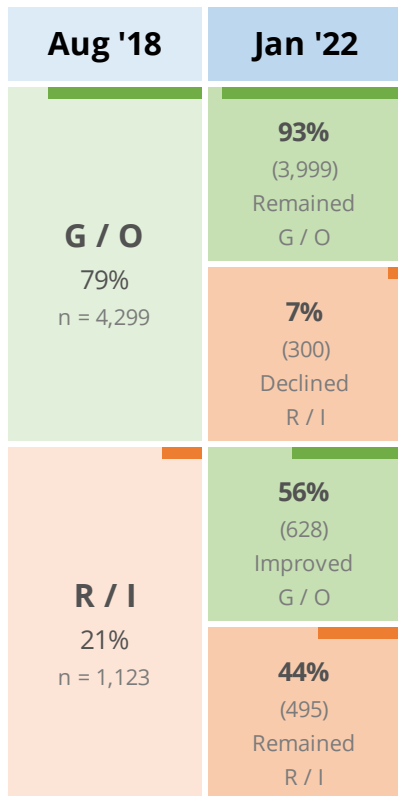 Aug '18
Jan '22
G / O
79%
n = 4,299
93%
(3,999)
Remained
G / O
7%
(300)
Declined
R / I
R / I
21%
n = 1,123
56%
(628)
Improved
G / O
44%
(495)
Remained
R / I